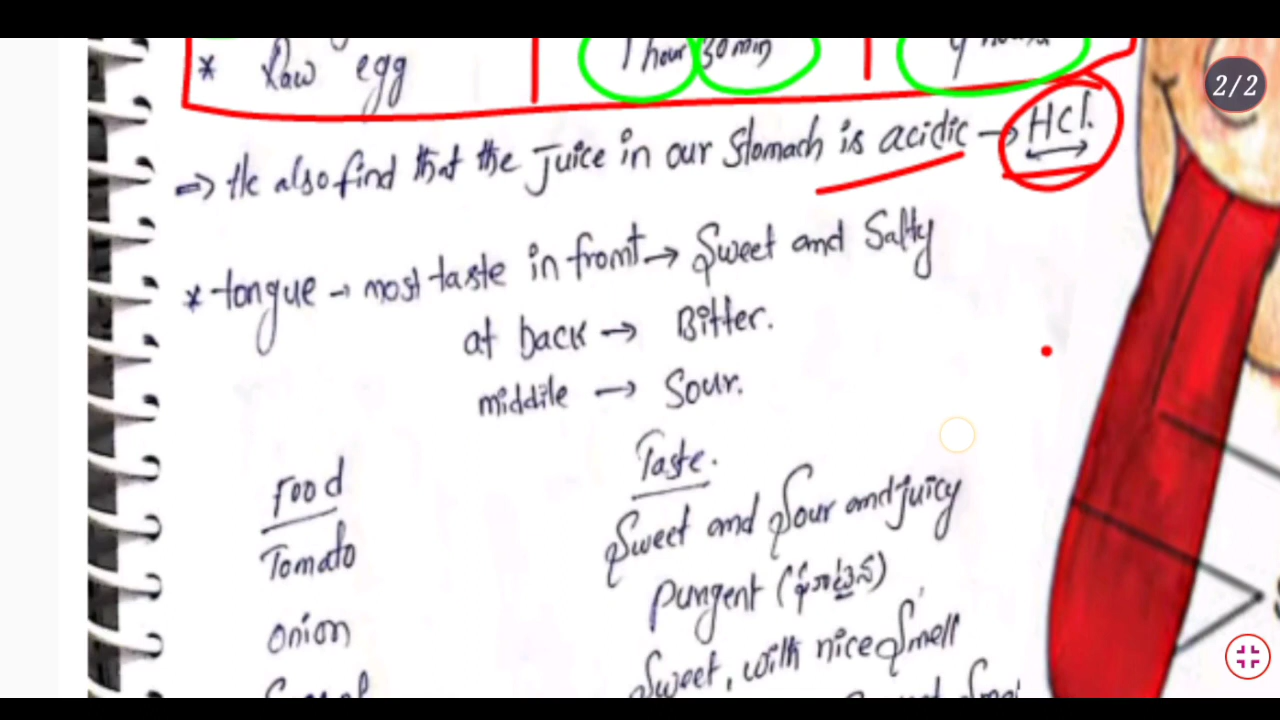 * Raw egg 1 hour 30 min
2/2
=> He also find that the juice in our stomach is acidic → HCl.
* tongue → most taste in front → Sweet and Salty
at back → Bitter.
middile → Sour.
Food Taste.
Tomato Sweet and Sour and juicy
onion Pungent
Sweet, with nice Smell